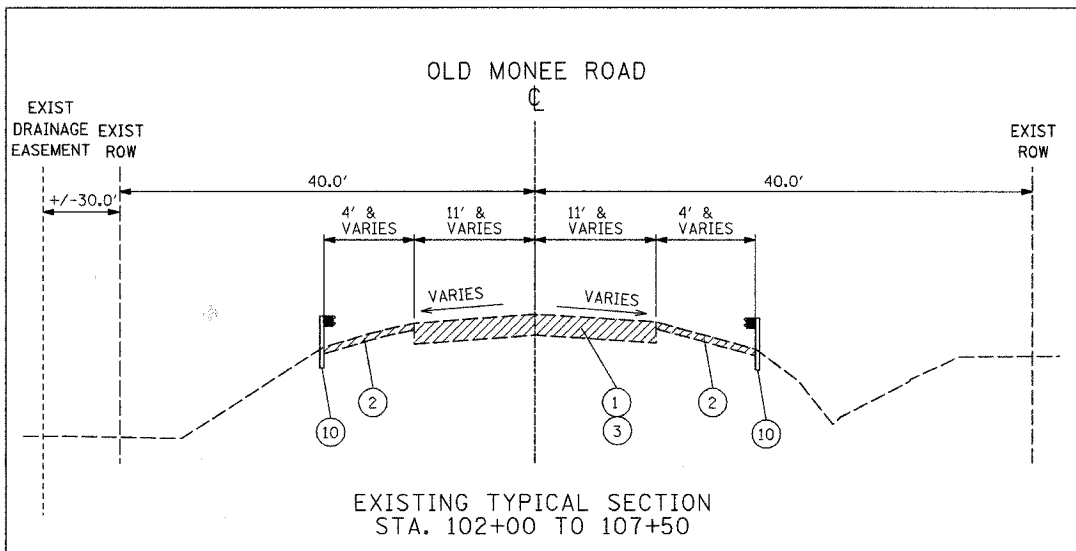 OLD MONEE ROAD
℄
EXIST
DRAINAGE
EASEMENT
EXIST
ROW
EXIST
ROW
40.0'
40.0'
+/-30.0'
4' &
VARIES
11' &
VARIES
11' &
VARIES
4' &
VARIES
VARIES
VARIES
2
1
3
2
10
10
EXISTING TYPICAL SECTION
STA. 102+00 TO 107+50